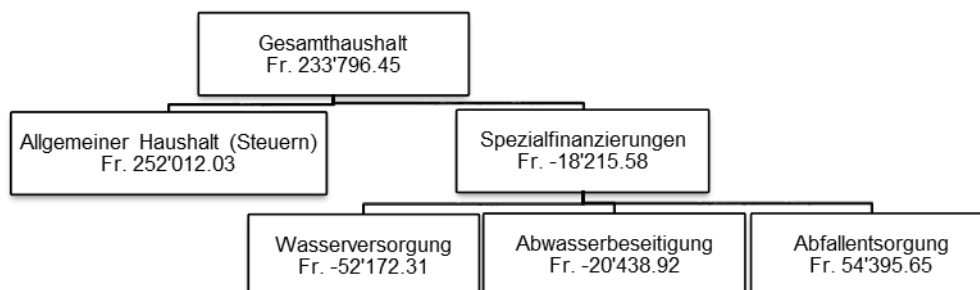 Gesamthaushalt
Fr. 233'796.45
Allgemeiner Haushalt (Steuern)
Fr. 252'012.03
Spezialfinanzierungen
Fr. -18'215.58
Wasserversorgung
Fr. -52'172.31
Abwasserbeseitigung
Fr. -20'438.92
Abfallentsorgung
Fr. 54'395.65